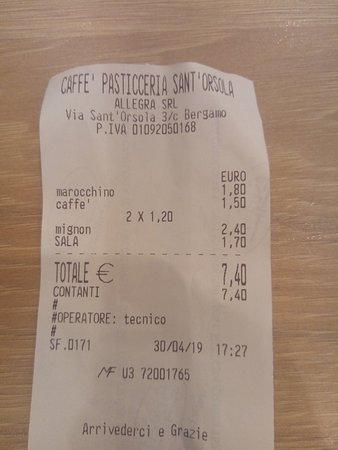 CAFFE' PASTICCERIA SANT'ORSOLA
ALLEGRA SRL
Via Sant'Orsola 3/c Bergamo
P.IVA 01092050168
EURO
marocchino 1,80
caffe' 1,50
2 X 1,20
mignon 2,40
SALA 1,70
TOTALE € 7,40
CONTANTI 7,40
#
#OPERATORE: tecnico
#
SF.0171 30/04/19 17:27
MF U3 72001765
Arrivederci e Grazie